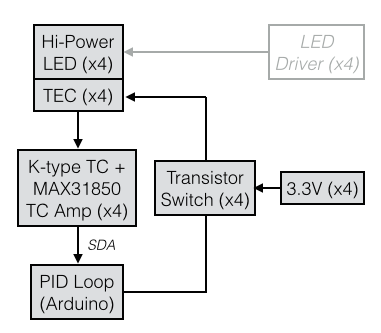 Hi-Power
LED (x4)
LED
Driver (x4)
TEC (x4)
K-type TC +
MAX31850
TC Amp (x4)
Transistor
Switch (x4)
3.3V (x4)
SDA
PID Loop
(Arduino)